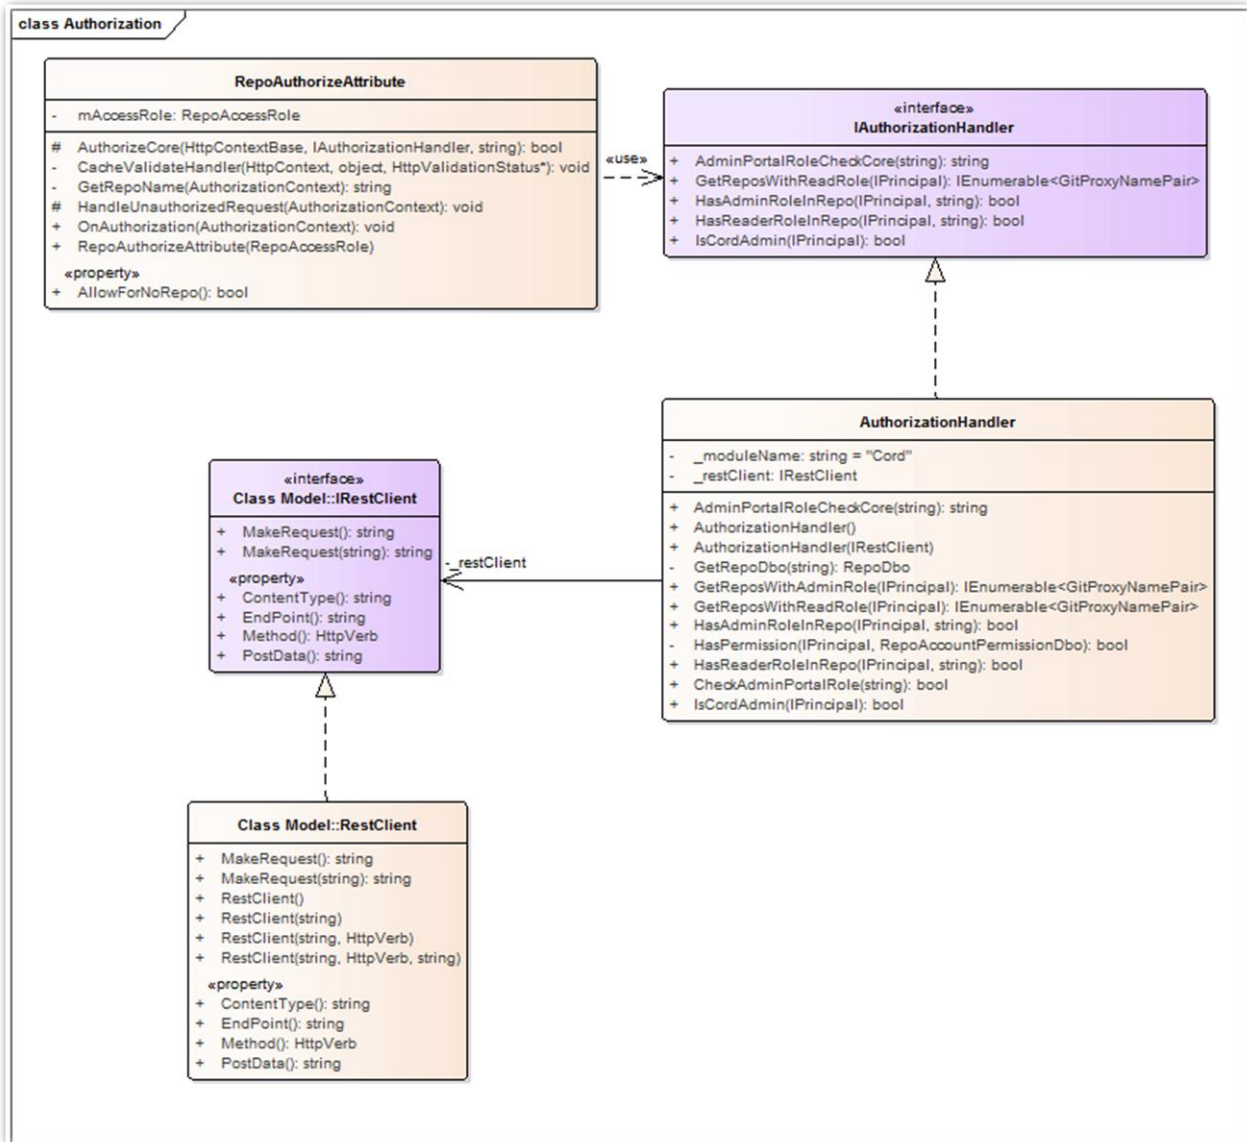 class Authorization
RepoAuthorizeAttribute
- mAccessRole: RepoAccessRole
# AuthorizeCore(HttpContextBase, IAuthorizationHandler, string): bool
- CacheValidateHandler(HttpContext, object, HttpValidationStatus*): void
- GetRepoName(AuthorizationContext): string
# HandleUnauthorizedRequest(AuthorizationContext): void
+ OnAuthorization(AuthorizationContext): void
+ RepoAuthorizeAttribute(RepoAccessRole)
«property»
+ AllowForNoRepo(): bool
«use»
«interface»
IAuthorizationHandler
+ AdminPortalRoleCheckCore(string): string
+ GetReposWithReadRole(IPrincipal): IEnumerable<GitProxyNamePair>
+ HasAdminRoleInRepo(IPrincipal, string): bool
+ HasReaderRoleInRepo(IPrincipal, string): bool
+ IsCordAdmin(IPrincipal): bool
AuthorizationHandler
- _moduleName: string = "Cord"
- _restClient: IRestClient
+ AdminPortalRoleCheckCore(string): string
+ AuthorizationHandler()
+ AuthorizationHandler(IRestClient)
- GetRepoDbo(string): RepoDbo
+ GetReposWithAdminRole(IPrincipal): IEnumerable<GitProxyNamePair>
+ GetReposWithReadRole(IPrincipal): IEnumerable<GitProxyNamePair>
+ HasAdminRoleInRepo(IPrincipal, string): bool
- HasPermission(IPrincipal, RepoAccountPermissionDbo): bool
+ HasReaderRoleInRepo(IPrincipal, string): bool
+ CheckAdminPortalRole(string): bool
+ IsCordAdmin(IPrincipal): bool
«interface»
Class Model::IRestClient
+ MakeRequest(): string
+ MakeRequest(string): string
«property»
+ ContentType(): string
+ EndPoint(): string
+ Method(): HttpVerb
+ PostData(): string
-_restClient
Class Model::RestClient
+ MakeRequest(): string
+ MakeRequest(string): string
+ RestClient()
+ RestClient(string)
+ RestClient(string, HttpVerb)
+ RestClient(string, HttpVerb, string)
«property»
+ ContentType(): string
+ EndPoint(): string
+ Method(): HttpVerb
+ PostData(): string